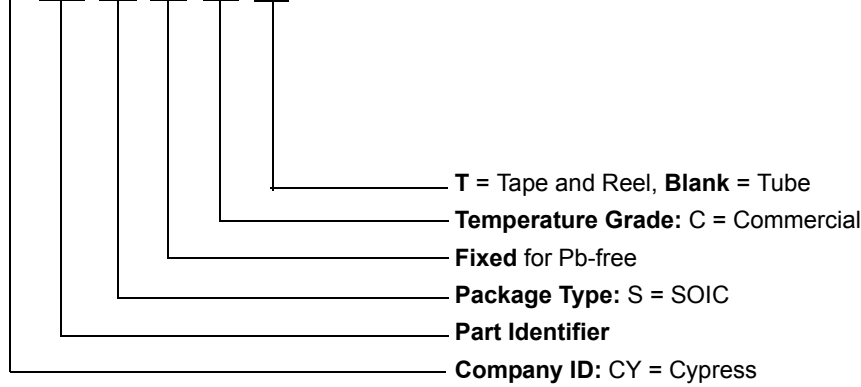 T = Tape and Reel, Blank = Tube
Temperature Grade: C = Commercial
Fixed for Pb-free
Package Type: S = SOIC
Part Identifier
Company ID: CY = Cypress